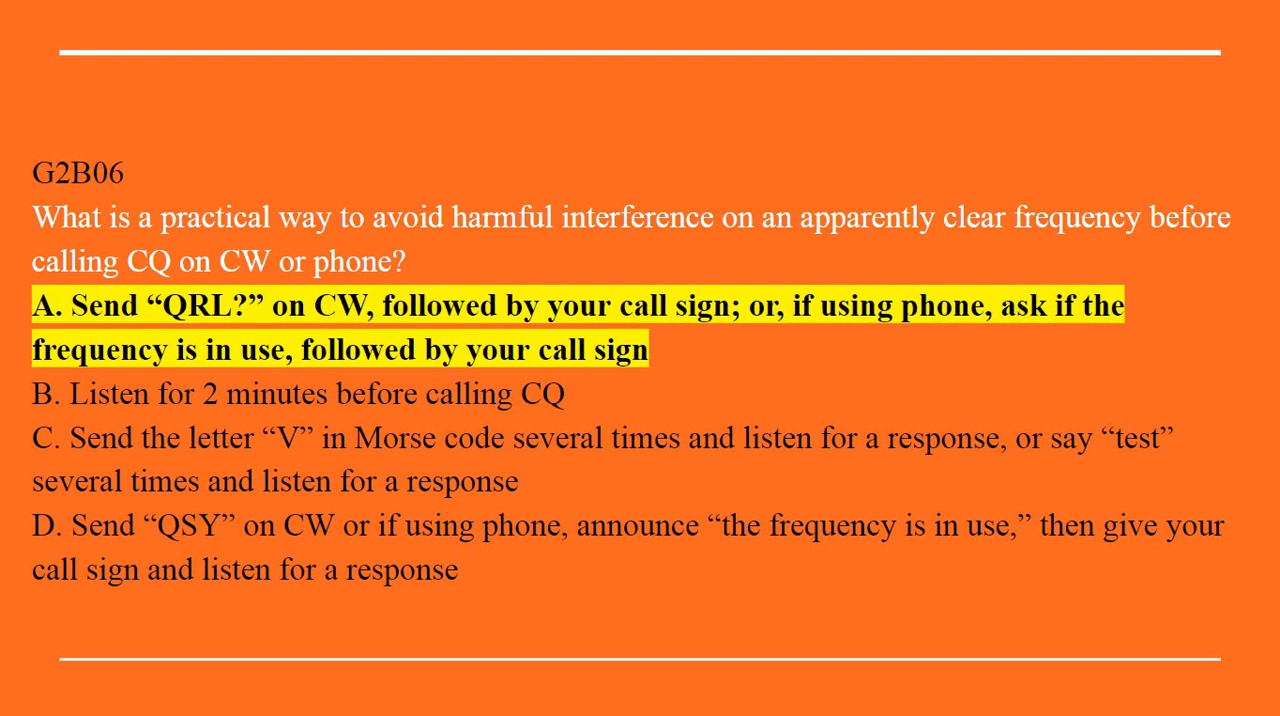 G2B06
What is a practical way to avoid harmful interference on an apparently clear frequency before
calling CQ on CW or phone?
A. Send “QRL?” on CW, followed by your call sign; or, if using phone, ask if the
frequency is in use, followed by your call sign
B. Listen for 2 minutes before calling CQ
C. Send the letter “V” in Morse code several times and listen for a response, or say “test”
several times and listen for a response
D. Send “QSY” on CW or if using phone, announce “the frequency is in use,” then give your
call sign and listen for a response